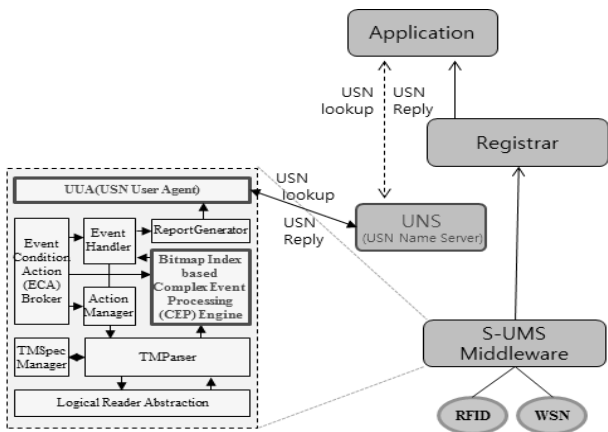 Application
USN
lookup
USN
Reply
Registrar
USN
lookup
USN
Reply
UNS
(USN Name Server)
UUA(USN User Agent)
Event
Condition
Action
(ECA)
Broker
Event
Handler
ReportGenerator
Bitmap Index
based
Complex Event
Processing
(CEP) Engine
Action
Manager
TMSpec
Manager
TMParser
Logical Reader Abstraction
S-UMS
Middleware
RFID
WSN